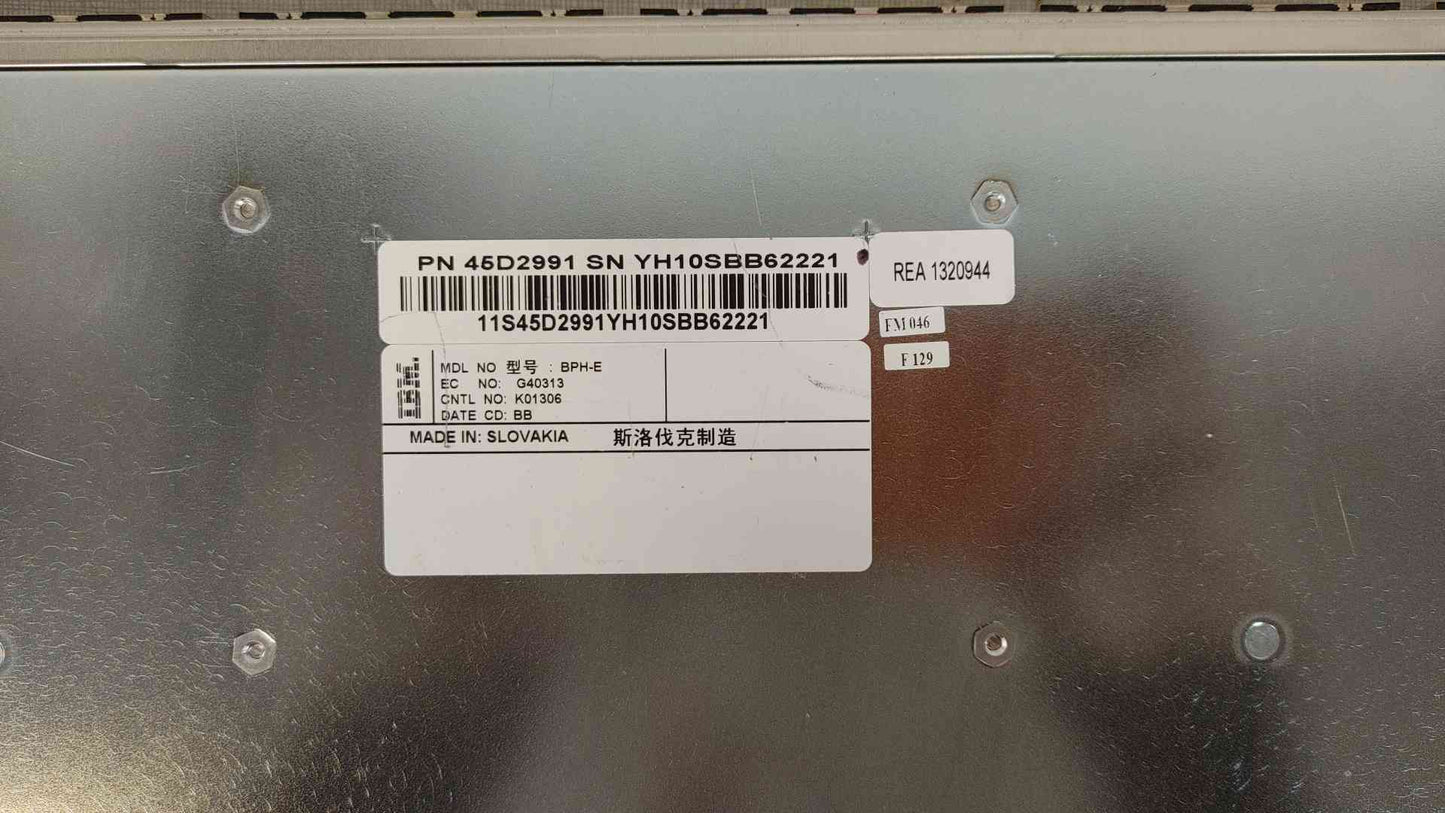 PN 45D2991 SN YH10SBB62221
11S45D2991YH10SBB62221
REA 1320944
FM 046
F 129
IBM.
MDL NO 型号 : BPH-E
EC NO: G40313
CNTL NO: K01306
DATE CD: BB
MADE IN: SLOVAKIA 斯洛伐克制造